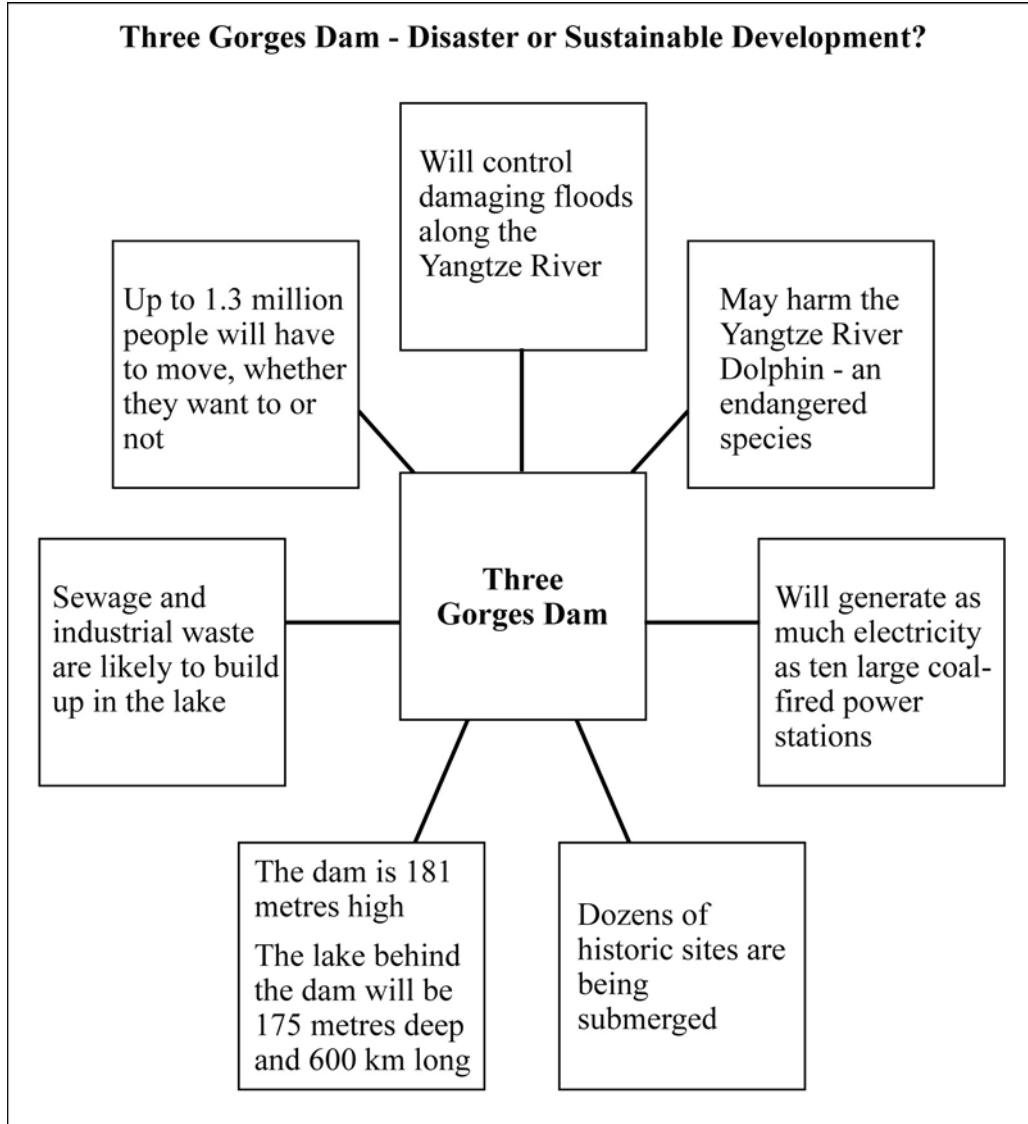 Three Gorges Dam - Disaster or Sustainable Development?
Will control
damaging floods
along the
Yangtze River
Up to 1.3 million
people will have
to move, whether
they want to or
not
May harm the
Yangtze River
Dolphin - an
endangered
species
Three
Gorges Dam
Sewage and
industrial waste
are likely to build
up in the lake
Will generate as
much electricity
as ten large coal-
fired power
stations
The dam is 181
metres high
The lake behind
the dam will be
175 metres deep
and 600 km long
Dozens of
historic sites are
being
submerged